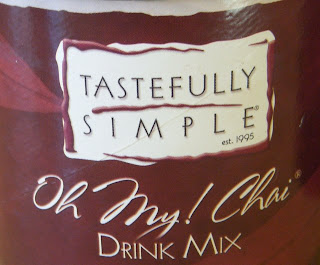 TASTEFULLY
SIMPLE®
est. 1995
Oh My! Chai®
DRINK MIX